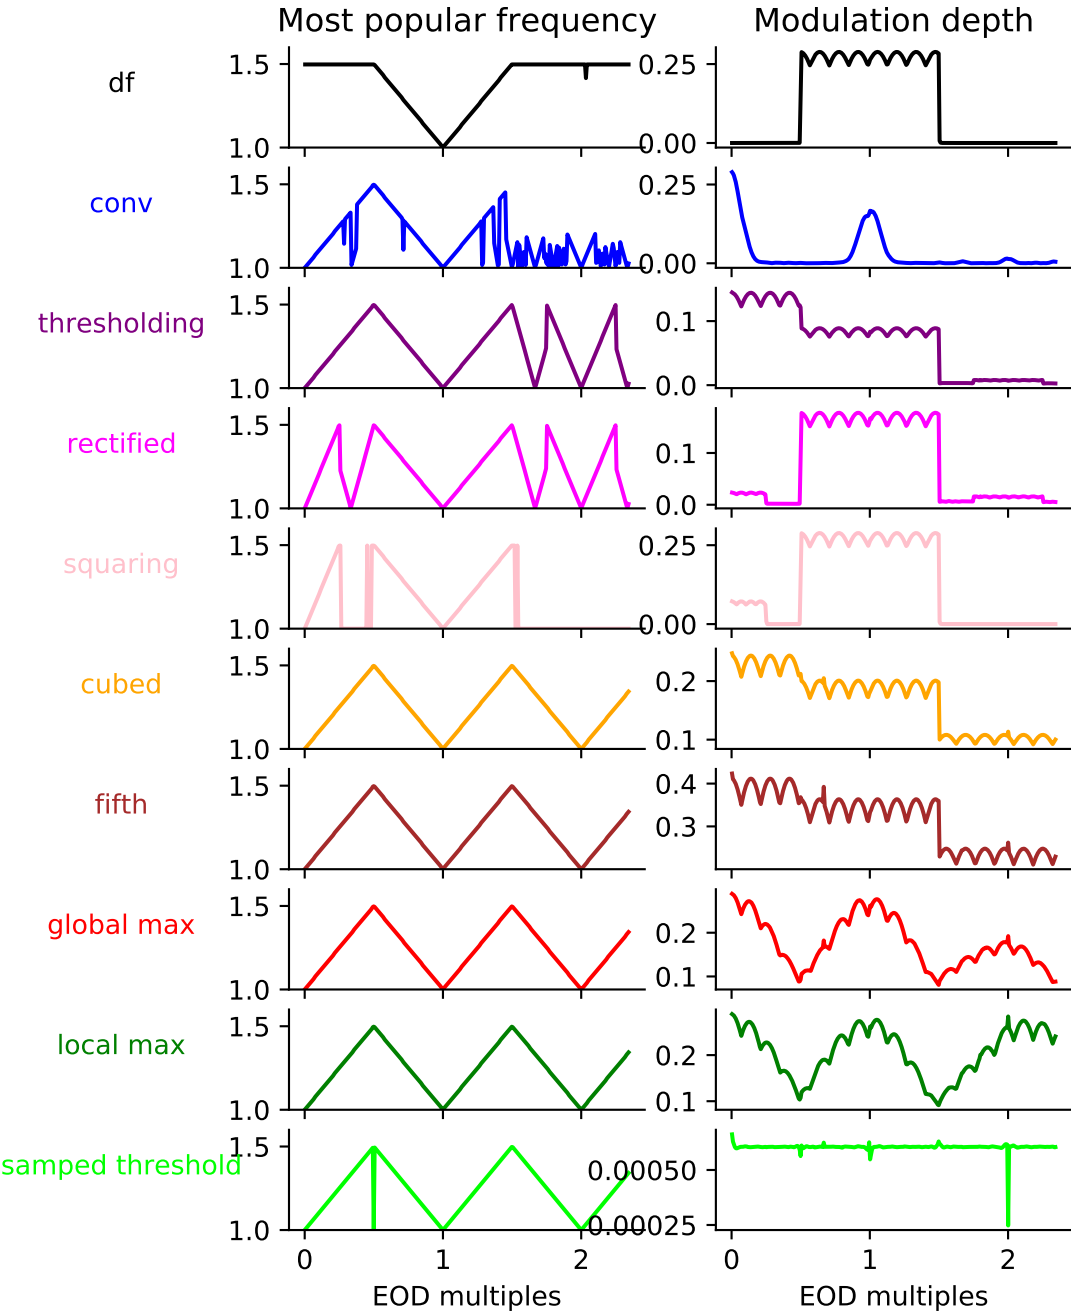 Most popular frequency Modulation depth
df 1.5 1.0 0.25 0.00
conv 1.5 1.0 0.25 0.00
thresholding 1.5 1.0 0.1 0.0
rectified 1.5 1.0 0.1 0.0
squaring 1.5 1.0 0.25 0.00
cubed 1.5 1.0 0.2 0.1
fifth 1.5 1.0 0.4 0.3
global max 1.5 1.0 0.2 0.1
local max 1.5 1.0 0.2 0.1
samped threshold 1.5 1.0 0.00050 0.00025
0 1 2 0 1 2
EOD multiples EOD multiples